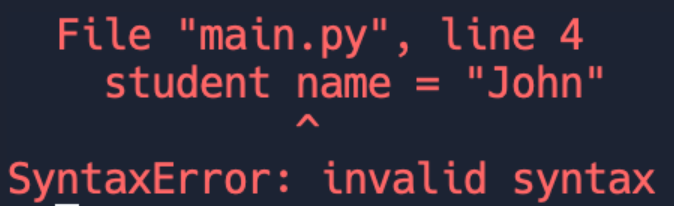 File "main.py", line 4
student name = "John"
^
SyntaxError: invalid syntax